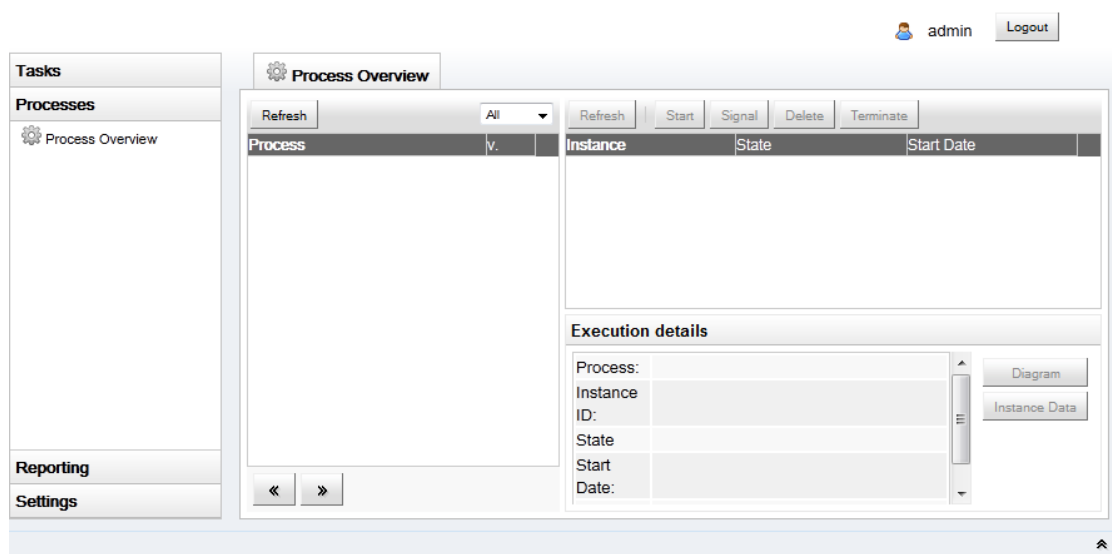 admin Logout
Tasks
Processes
Process Overview
Reporting
Settings
Process Overview
Refresh All
Process v.
« »
Refresh Start Signal Delete Terminate
Instance State Start Date
Execution details
Process:
Instance
ID:
State
Start
Date:
Diagram
Instance Data